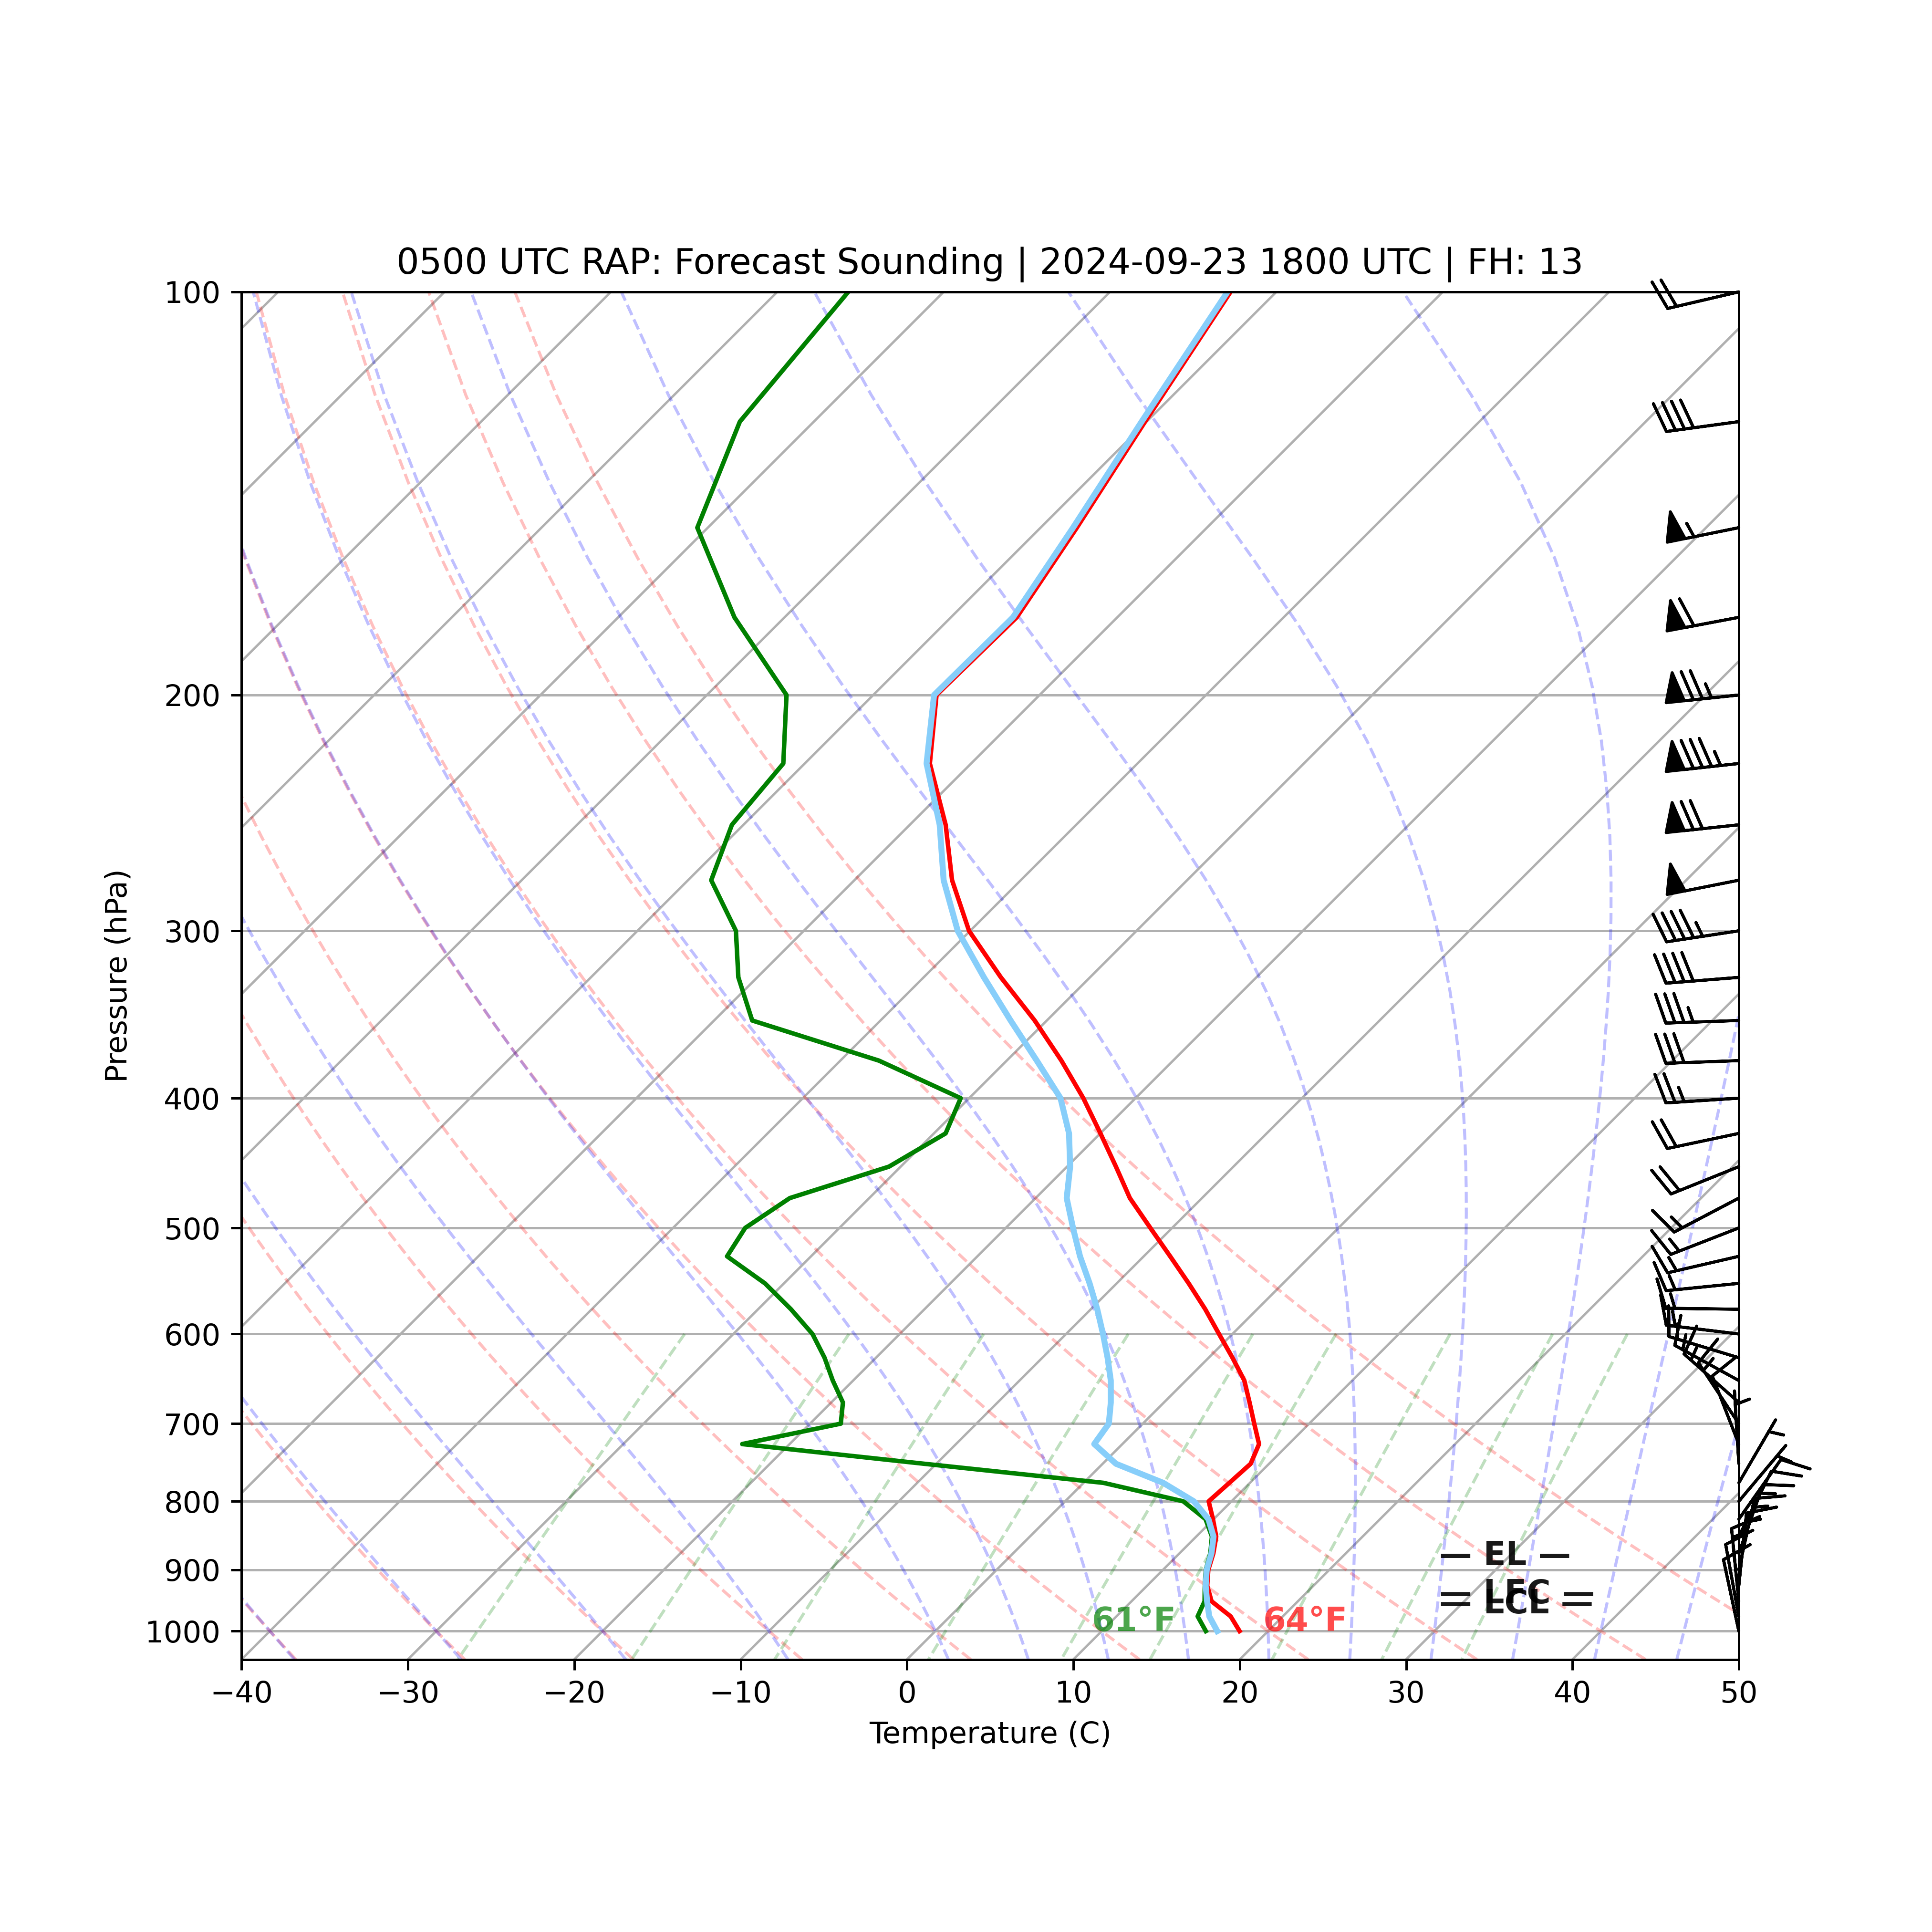 0500 UTC RAP: Forecast Sounding | 2024-09-23 1800 UTC | FH: 13
100
200
300
400
500
600
700
800
900
1000
Pressure (hPa)
— EL —
— LFC —
— LCL —
61°F
64°F
−40 −30 −20 −10 0 10 20 30 40 50
Temperature (C)